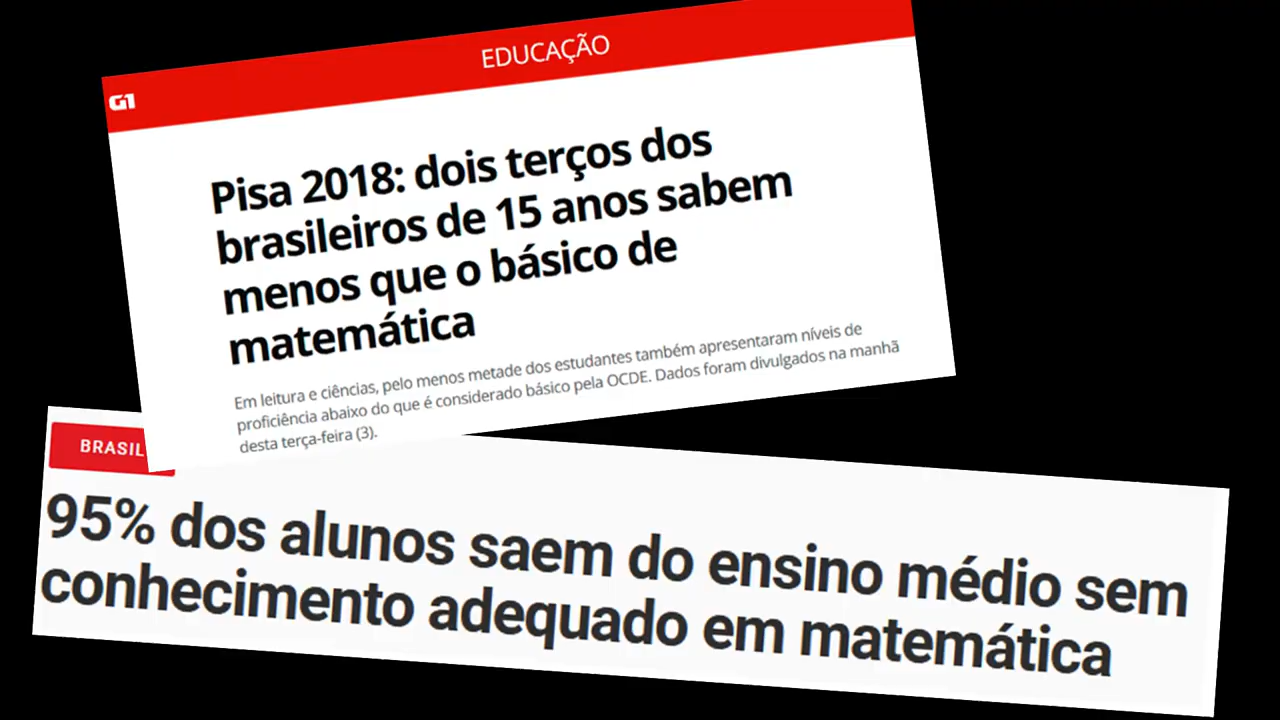 EDUCAÇÃO
G1
Pisa 2018: dois terços dos
brasileiros de 15 anos sabem
menos que o básico de
matemática
Em leitura e ciências, pelo menos metade dos estudantes também apresentaram níveis de
proficiência abaixo do que é considerado básico pela OCDE. Dados foram divulgados na manhã
desta terça-feira (3).
BRASIL
95% dos alunos saem do ensino médio sem
conhecimento adequado em matemática